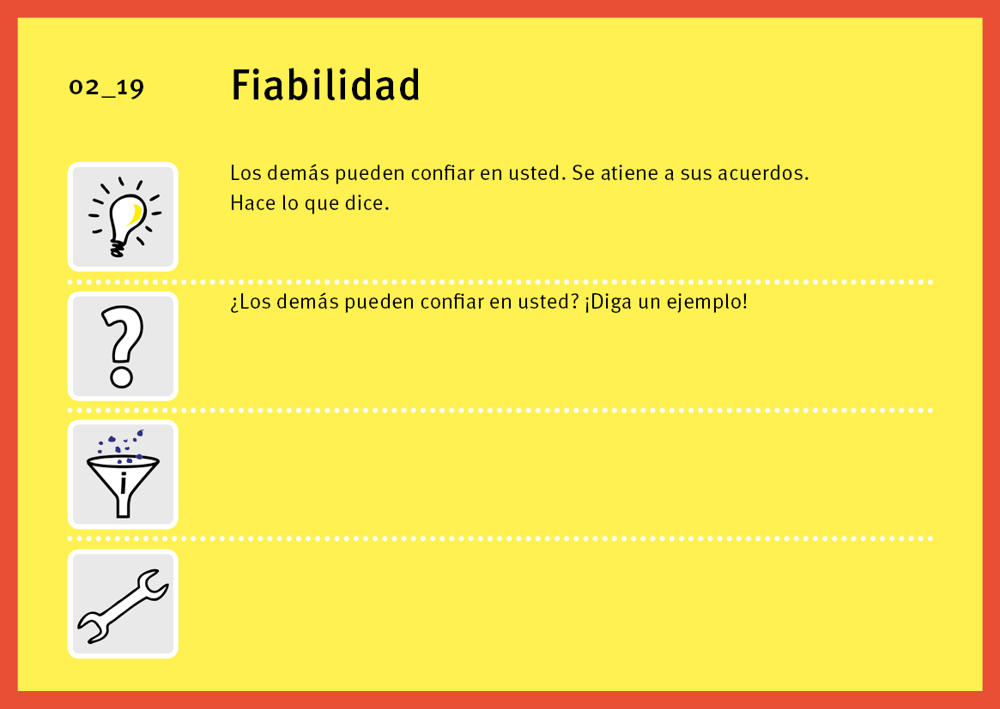 02_19
Fiabilidad
Los demás pueden confiar en usted. Se atiene a sus acuerdos.
Hace lo que dice.
¿Los demás pueden confiar en usted? ¡Diga un ejemplo!
i